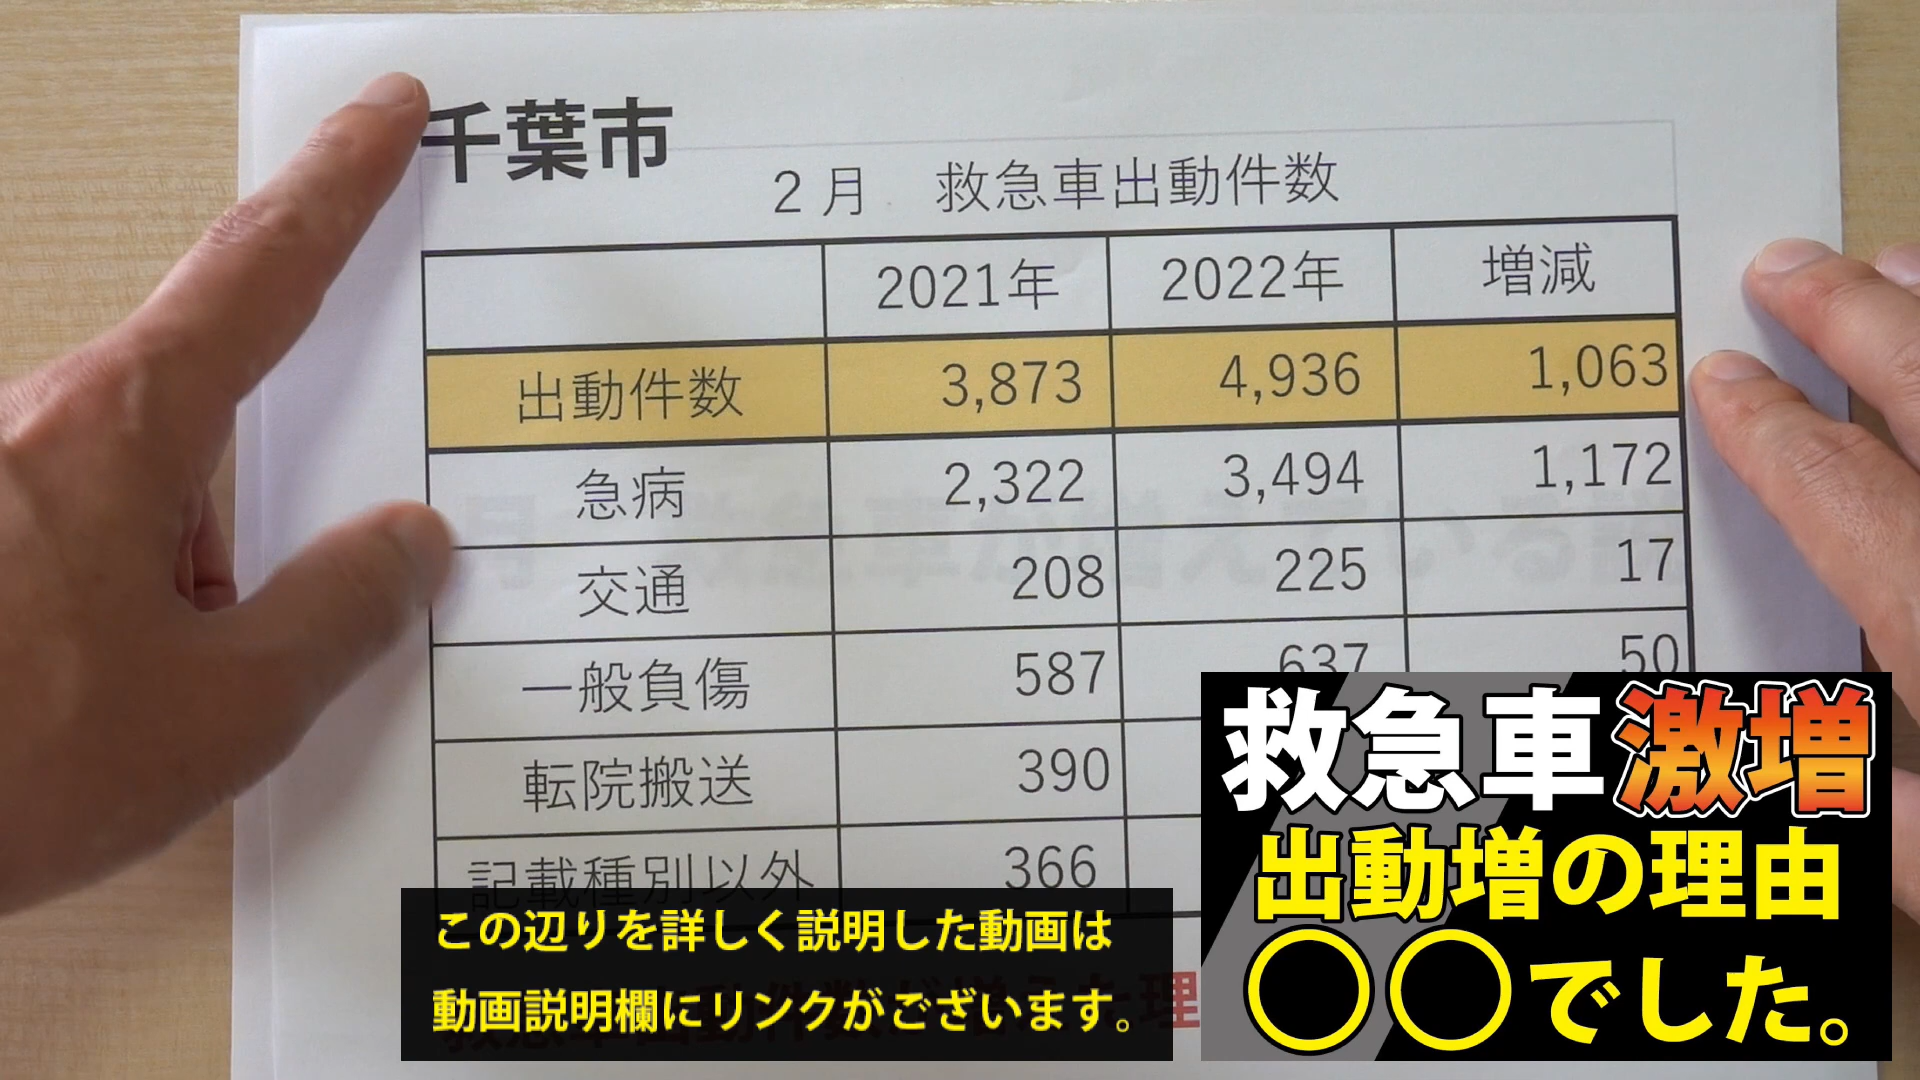 千葉市
2月 救急車出動件数
2021年 2022年 増減
出動件数 3,873 4,936 1,063
急病 2,322 3,494 1,172
交通 208 225 17
一般負傷 587 637 50
転院搬送 390
記載種別以外 366
救急車激増
出動増の理由
〇〇でした。
この辺りを詳しく説明した動画は
動画説明欄にリンクがございます。